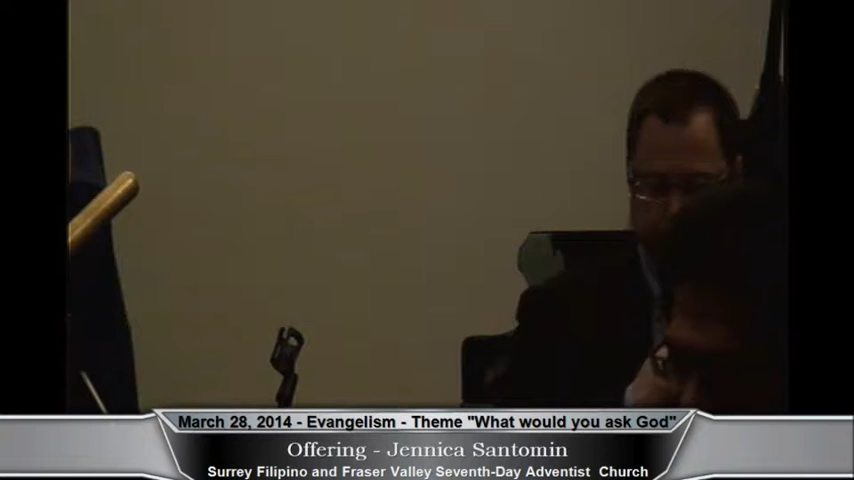 March 28, 2014 - Evangelism - Theme "What would you ask God"
Offering - Jennica Santomin
Surrey Filipino and Fraser Valley Seventh-Day Adventist Church